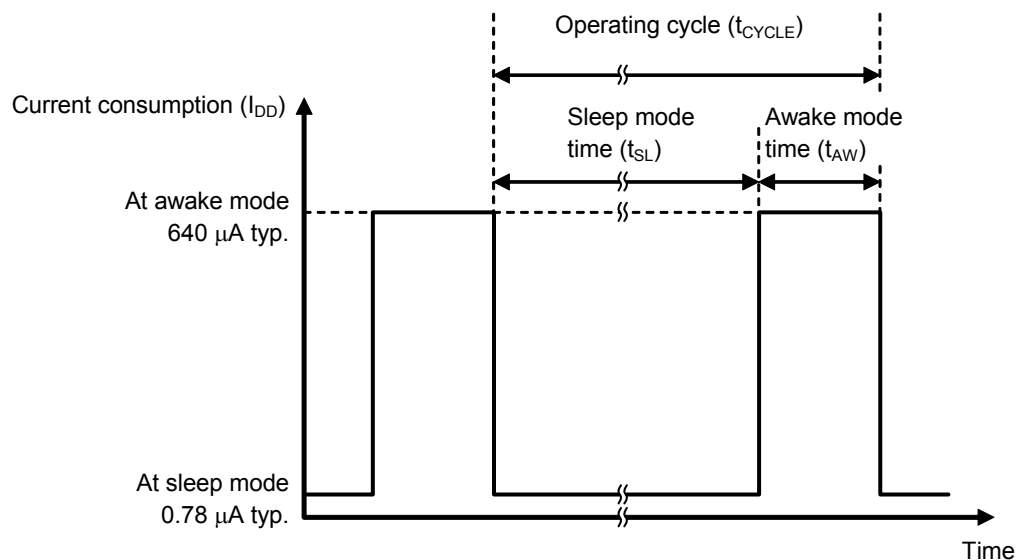 Operating cycle (tCYCLE)
Current consumption (IDD)
Sleep mode
time (tSL)
Awake mode
time (tAW)
At awake mode
640 μA typ.
At sleep mode
0.78 μA typ.
Time